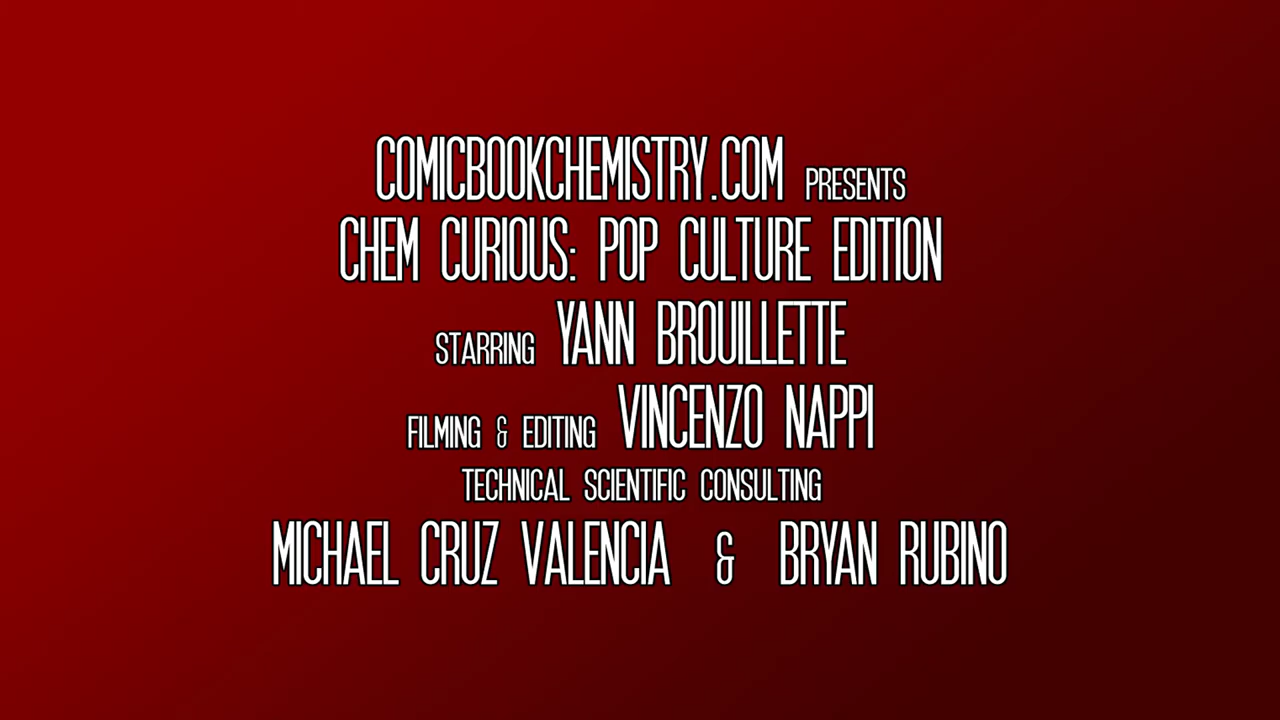 COMICBOOKCHEMISTRY.COM PRESENTS
CHEM CURIOUS: POP CULTURE EDITION
STARRING YANN BROUILLETTE
FILMING & EDITING VINCENZO NAPPI
TECHNICAL SCIENTIFIC CONSULTING
MICHAEL CRUZ VALENCIA & BRYAN RUBINO